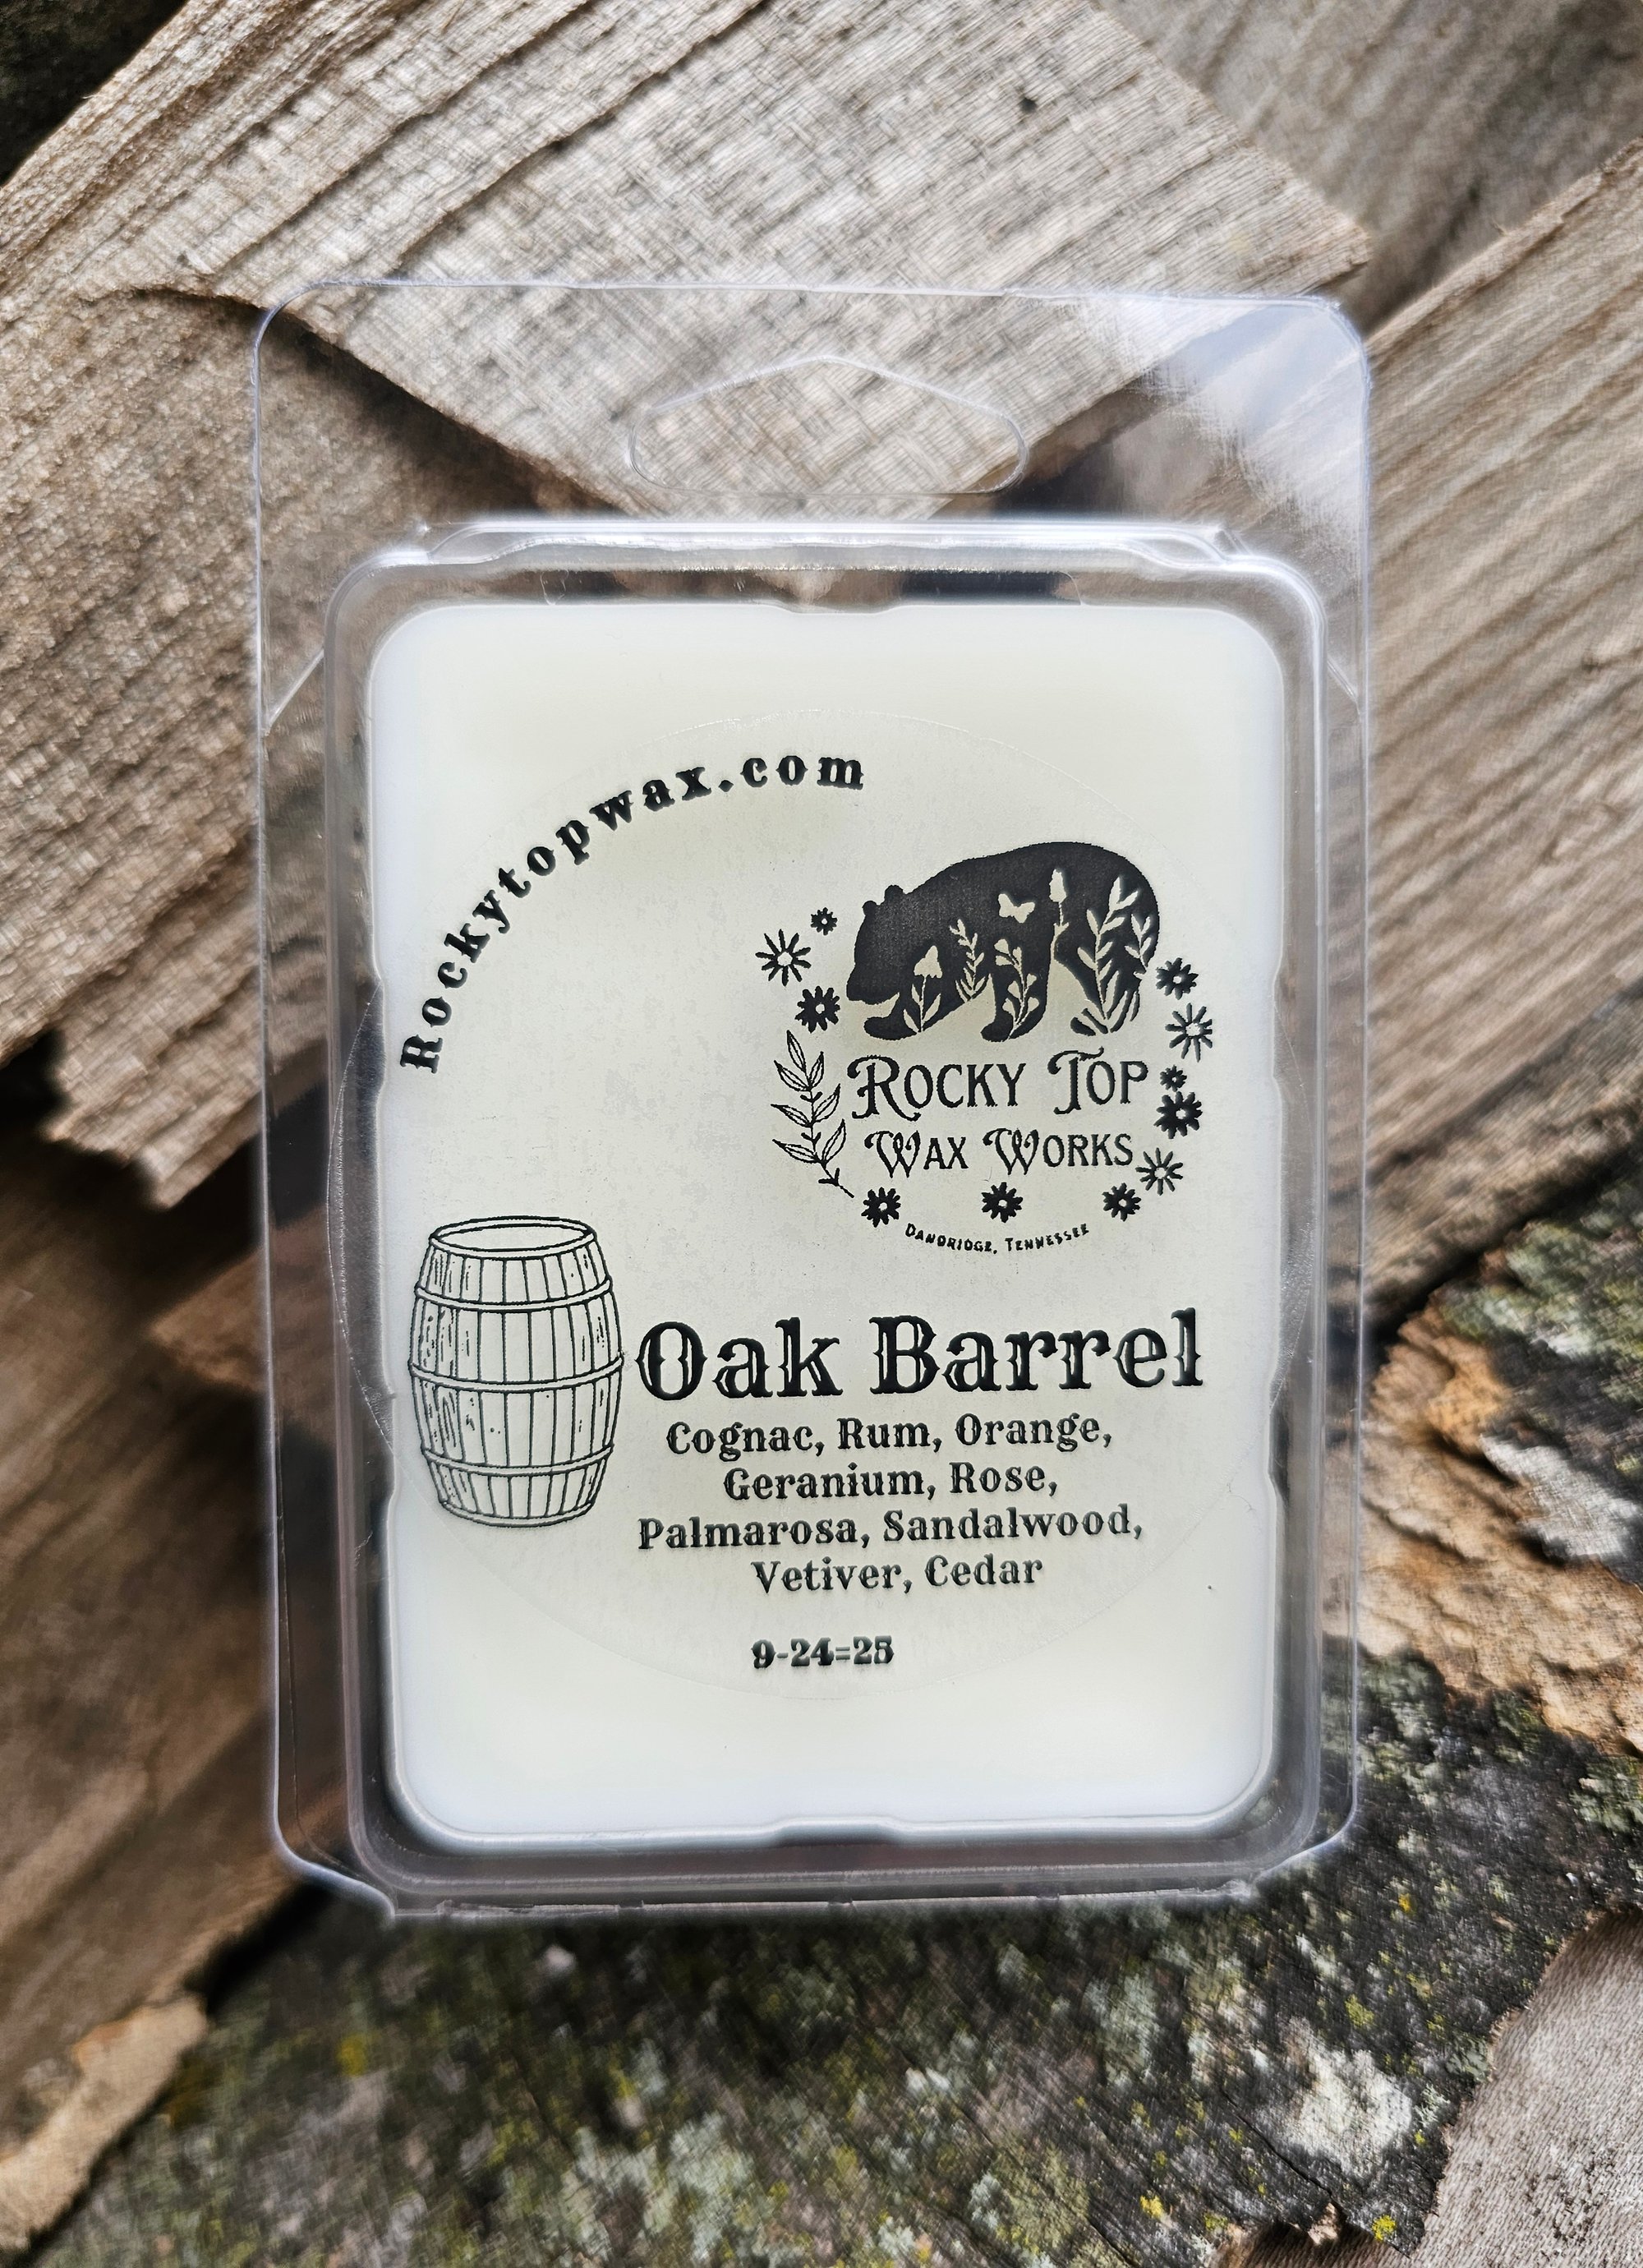 Rockytopwax.com
Rocky Top
Wax Works
Dandridge, Tennessee
Oak Barrel
Cognac, Rum, Orange,
Geranium, Rose,
Palmarosa, Sandalwood,
Vetiver, Cedar
9-24=25